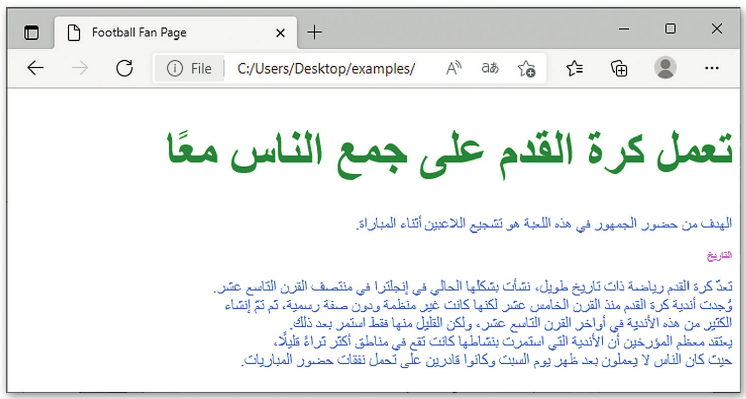 Football Fan Page
File
C:/Users/Desktop/examples/
تعمل كرة القدم على جمع الناس معًا
الهدف من حضور الجمهور في هذه اللعبة هو تشجيع اللاعبين أثناء المباراة.
التاريخ
تعدّ كرة القدم رياضة ذات تاريخ طويل، نشأت بشكلها الحالي في إنجلترا في منتصف القرن التاسع عشر.
وُجدت أندية كرة القدم منذ القرن الخامس عشر لكنها كانت غير منظمة ودون صفة رسمية، ثم تمّ إنشاء
الكثير من هذه الأندية في أواخر القرن التاسع عشر، ولكن القليل منها فقط استمر بعد ذلك.
يعتقد معظم المؤرخين أن الأندية التي استمرت بنشاطها كانت تقع في مناطق أكثر ثراءً قليلًا،
حيث كان الناس لا يعملون بعد ظهر يوم السبت وكانوا قادرين على تحمل نفقات حضور المباريات.